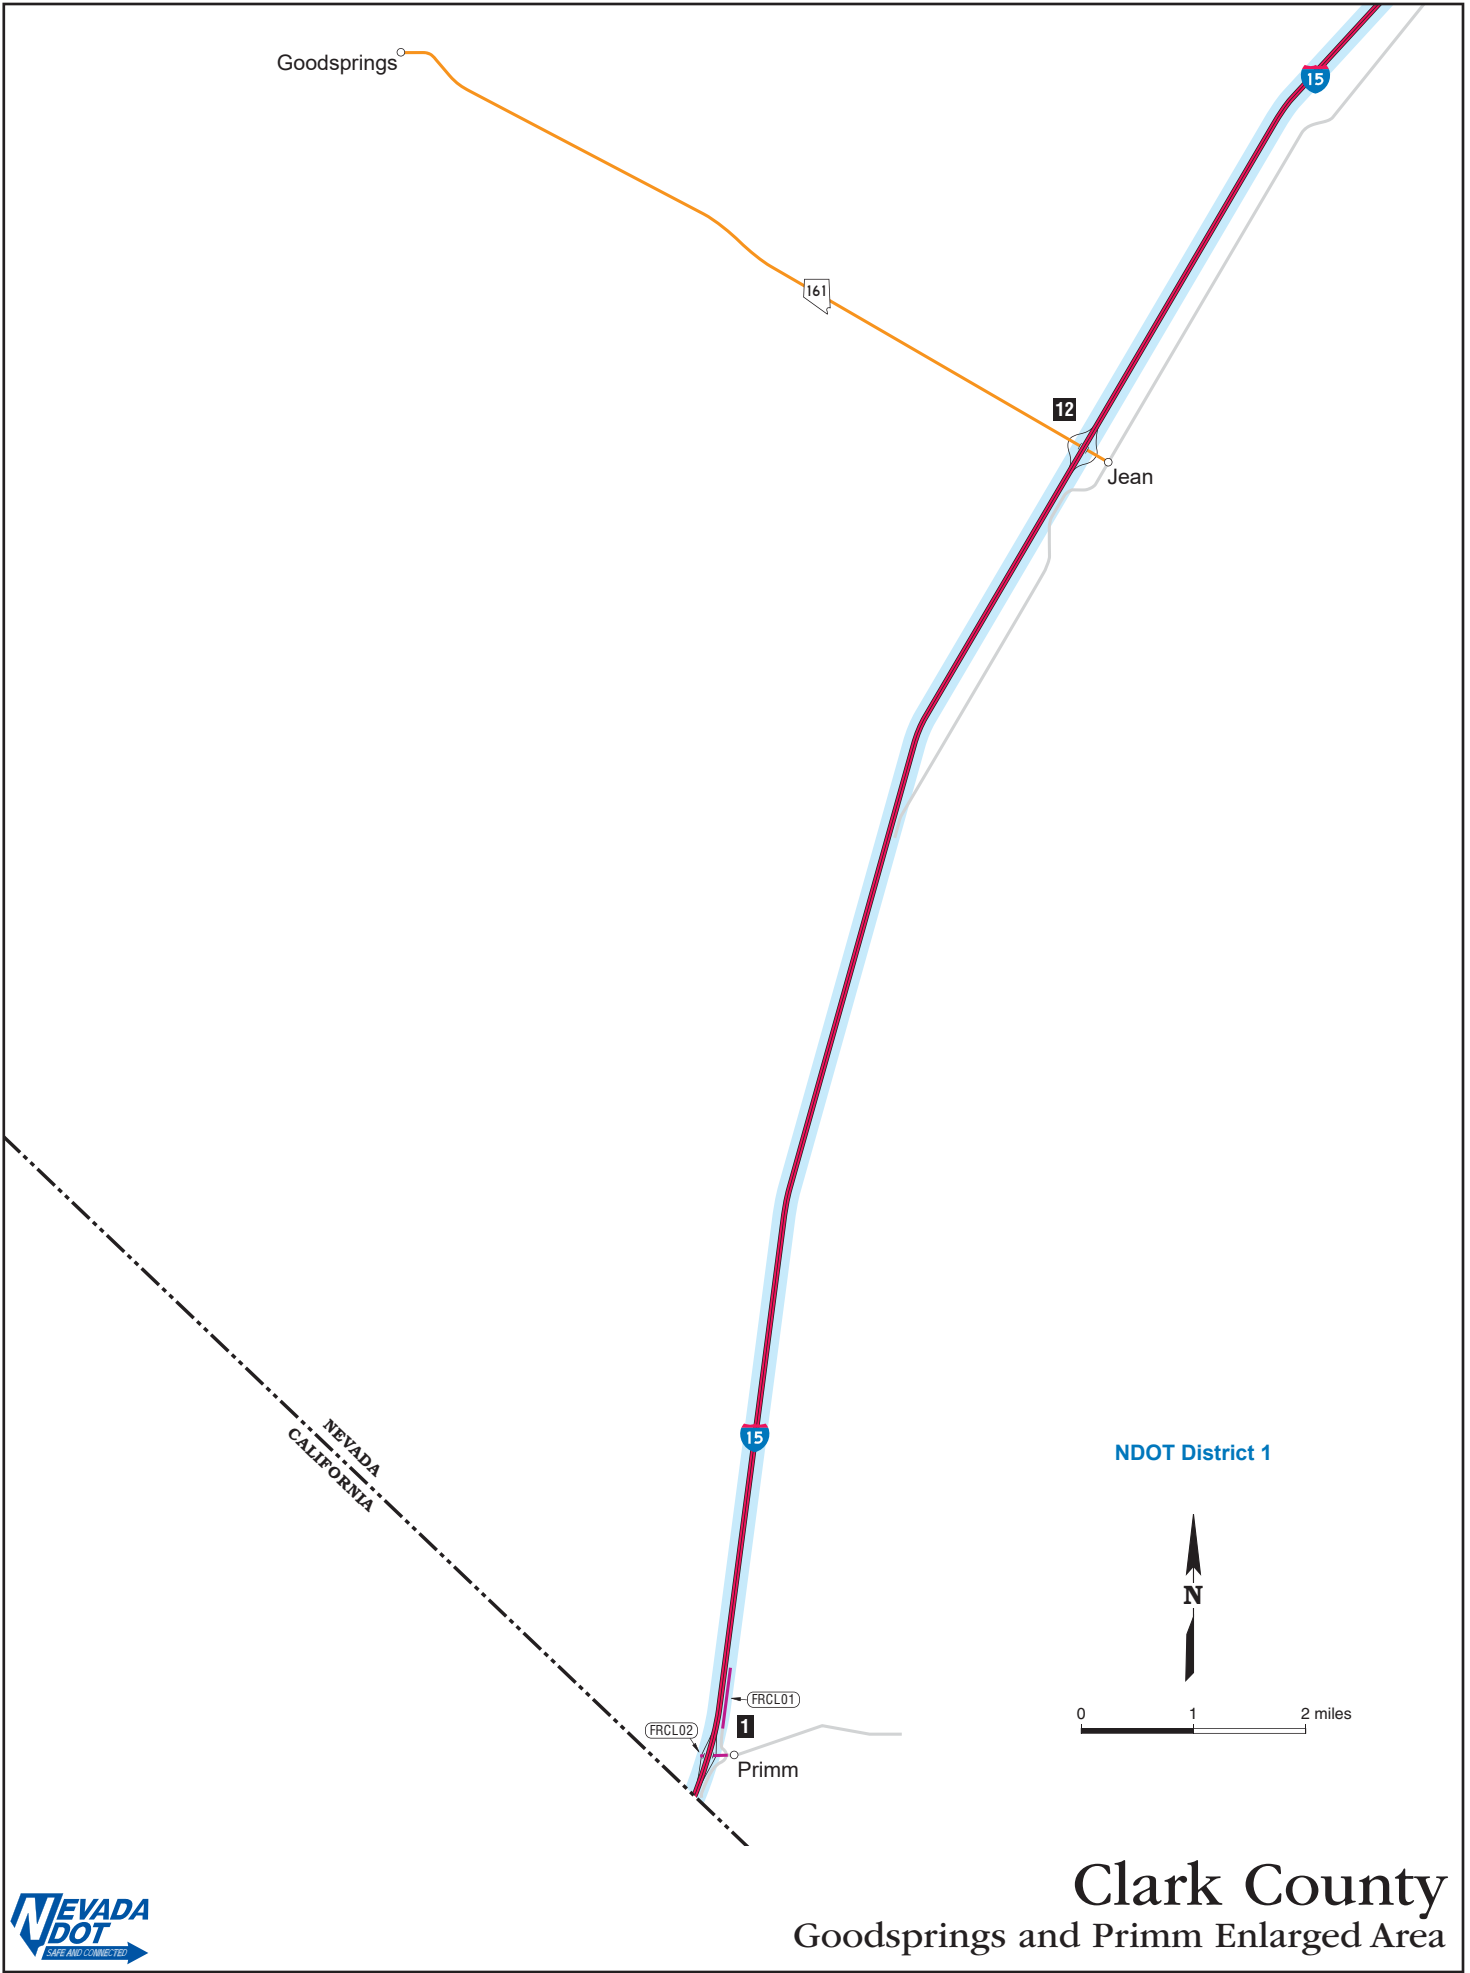 Goodsprings
15
161
12
Jean
NEVADA
CALIFORNIA
15
NDOT District 1
N
FRCL01
FRCL02
1
Primm
0 1 2 miles
Clark County
Goodsprings and Primm Enlarged Area
NEVADA
DOT
SAFE AND CONNECTED